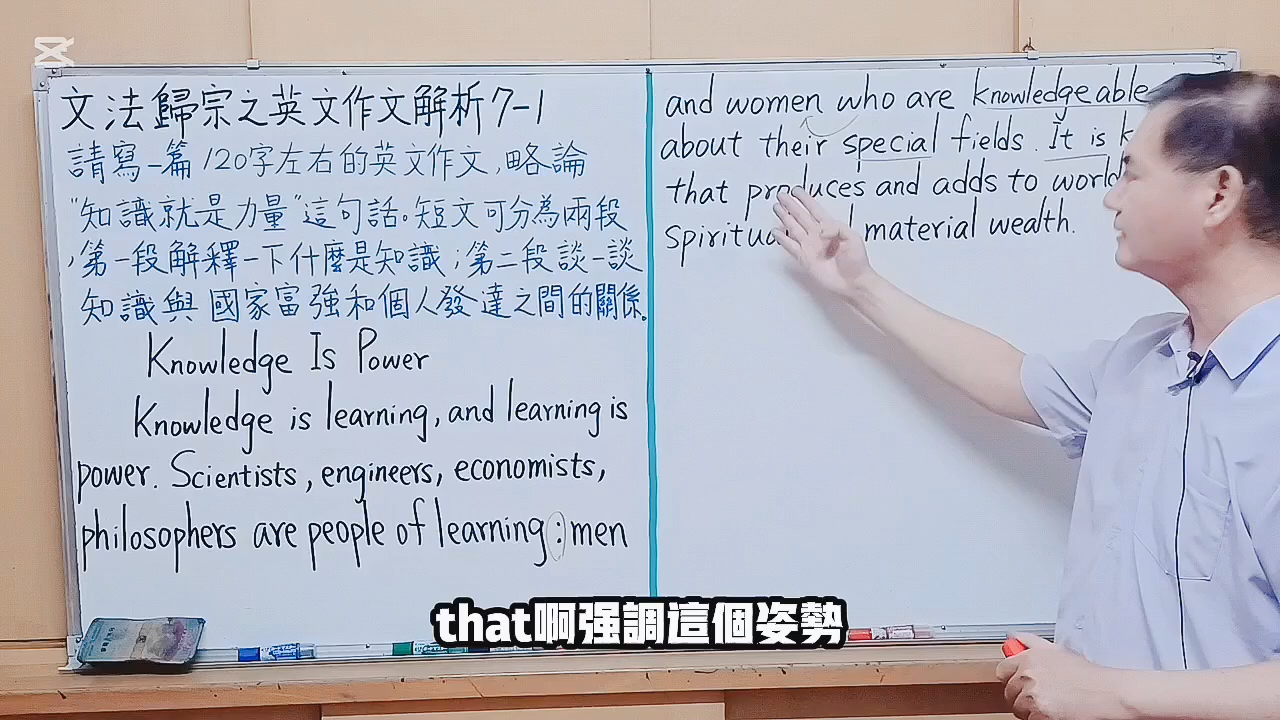 文法歸宗之英文作文解析7-1
請寫一篇120字左右的英文作文,略論
"知識就是力量"這句話。短文可分為兩段
,第一段解釋一下什麼是知識;第二段談一談
知識與國家富強和個人發達之間的關係。
Knowledge Is Power
Knowledge is learning, and learning is
power. Scientists, engineers, economists,
philosophers are people of learning: men
and women who are knowledgeable
about their special fields. It is
that produces and adds to world
material wealth.
that啊强調這個姿勢